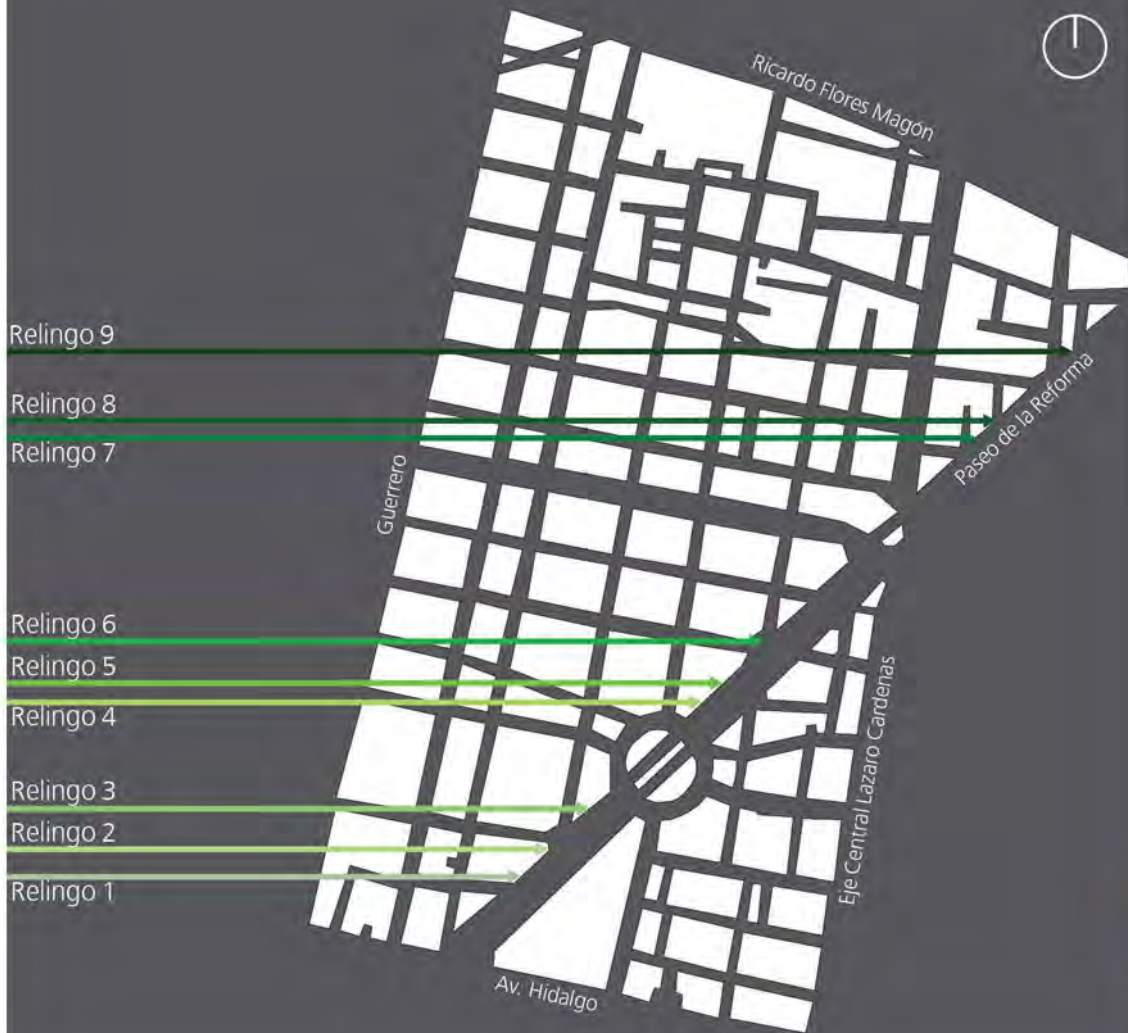 Ricardo Flores Magón
Relingo 9
Relingo 8
Relingo 7
Paseo de la Reforma
Guerrero
Relingo 6
Relingo 5
Relingo 4
Eje Central Lazaro Cardenas
Relingo 3
Relingo 2
Relingo 1
Av. Hidalgo